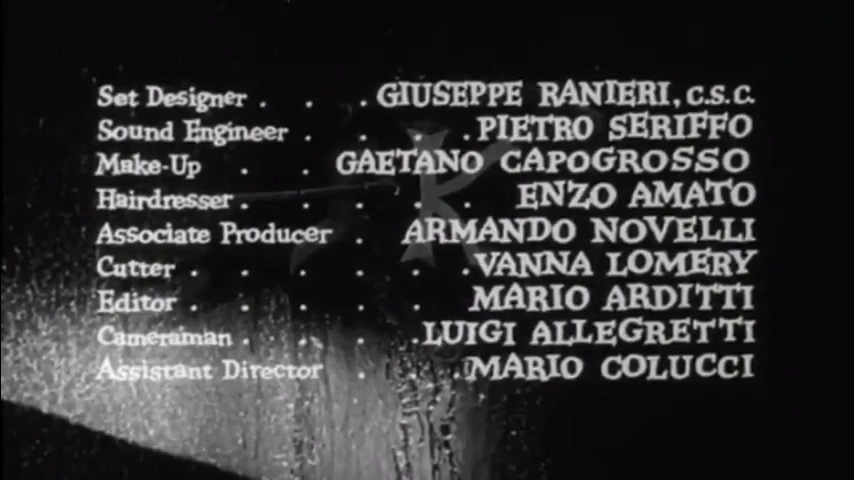 Set Designer . . . GIUSEPPE RANIERI, C.S.C.
Sound Engineer . . . . PIETRO SERIFFO
Make-Up . . GAETANO CAPOGROSSO
Hairdresser . . . . . ENZO AMATO
Associate Producer . ARMANDO NOVELLI
Cutter . . . . . . VANNA LOMERY
Editor . . . . . MARIO ARDITTI
Cameraman . . . . LUIGI ALLEGRETTI
Assistant Director . . MARIO COLUCCI